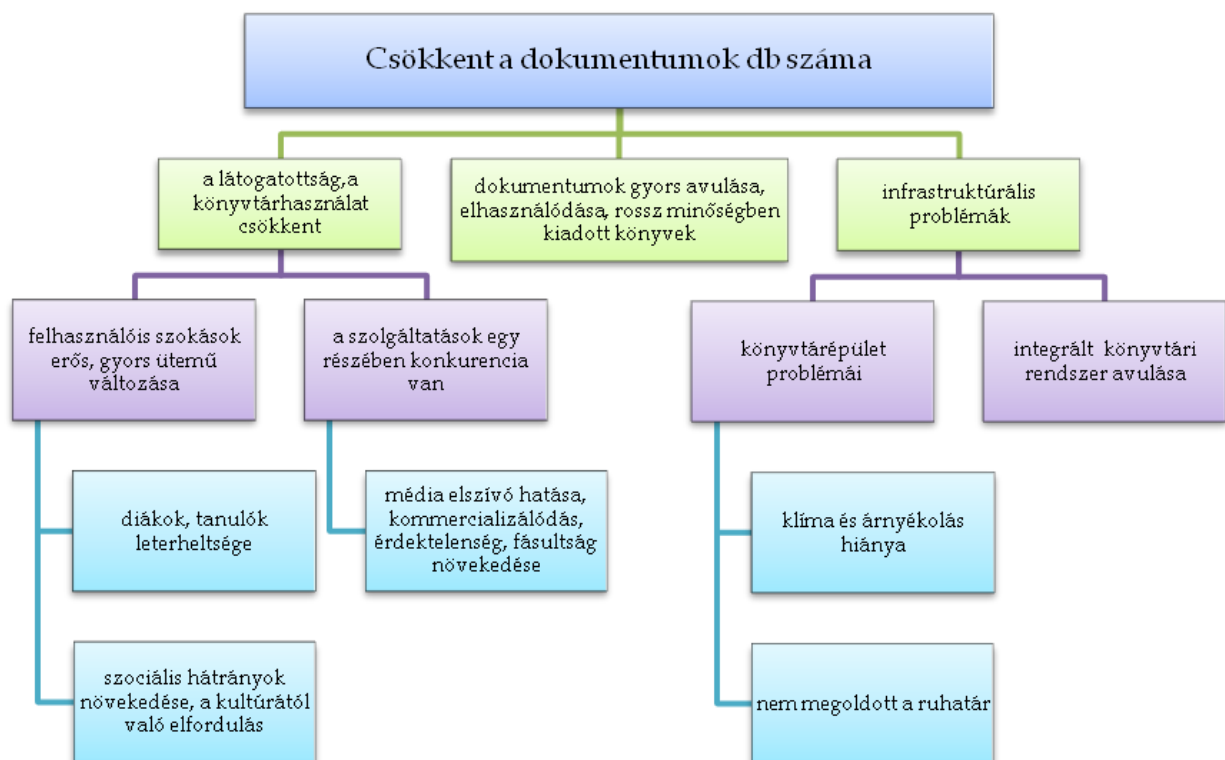 Csökkent a dokumentumok db száma
a látogatottság,a
könyvtárhasználat
csökkent
dokumentumok gyors avulása,
elhasználódása, rossz minőségben
kiadott könyvek
infrastruktúrális
problémák
felhasználóis szokások
erős, gyors ütemű
változása
a szolgáltatások egy
részében konkurencia
van
könyvtárépület
problémái
integrált könyvtári
rendszer avulása
diákok, tanulók
leterheltsége
média elszívó hatása,
kommercializálódás,
érdektelenség, fásultság
növekedése
klíma és árnyékolás
hiánya
szociális hátrányok
növekedése, a kultúrától
való elfordulás
nem megoldott a ruhatár